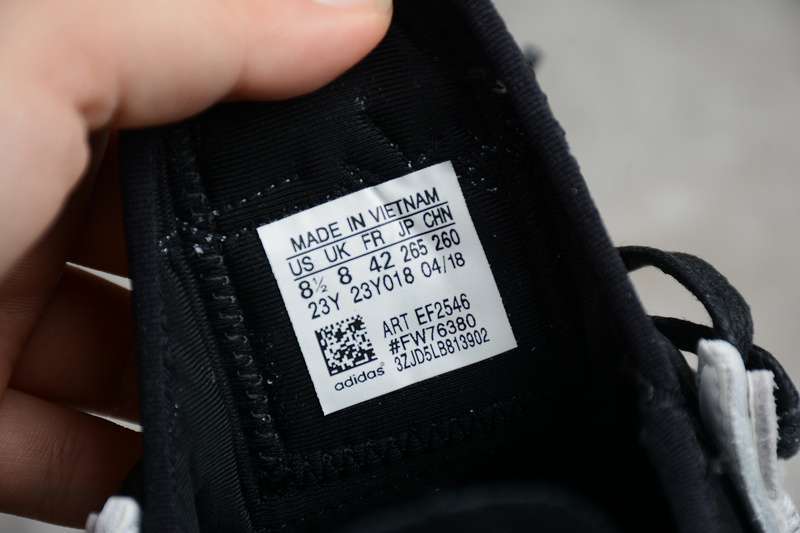 MADE IN VIETNAM
US UK FR JP CHN
8½ 8 42 265 260
23Y 23Y018 04/18
ART EF2546
#FW76380
3ZJD5LB813902
adidas®